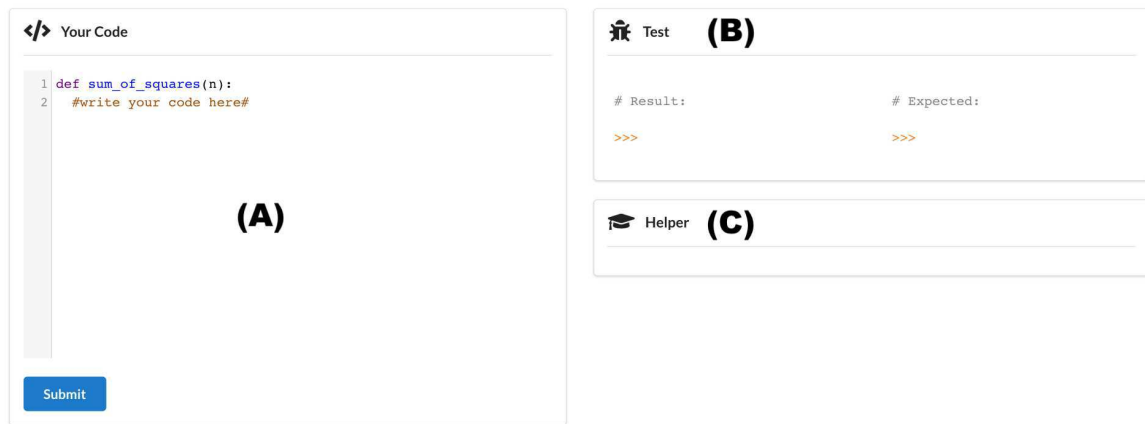 </> Your Code
1 def sum_of_squares(n):
2 #write your code here#
(A)
Submit
Test (B)
# Result: # Expected:
>>> >>>
Helper (C)